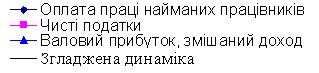 Оплата праці найманих працівників
Чисті податки
Валовий прибуток, змішаний доход
Згладжена динаміка